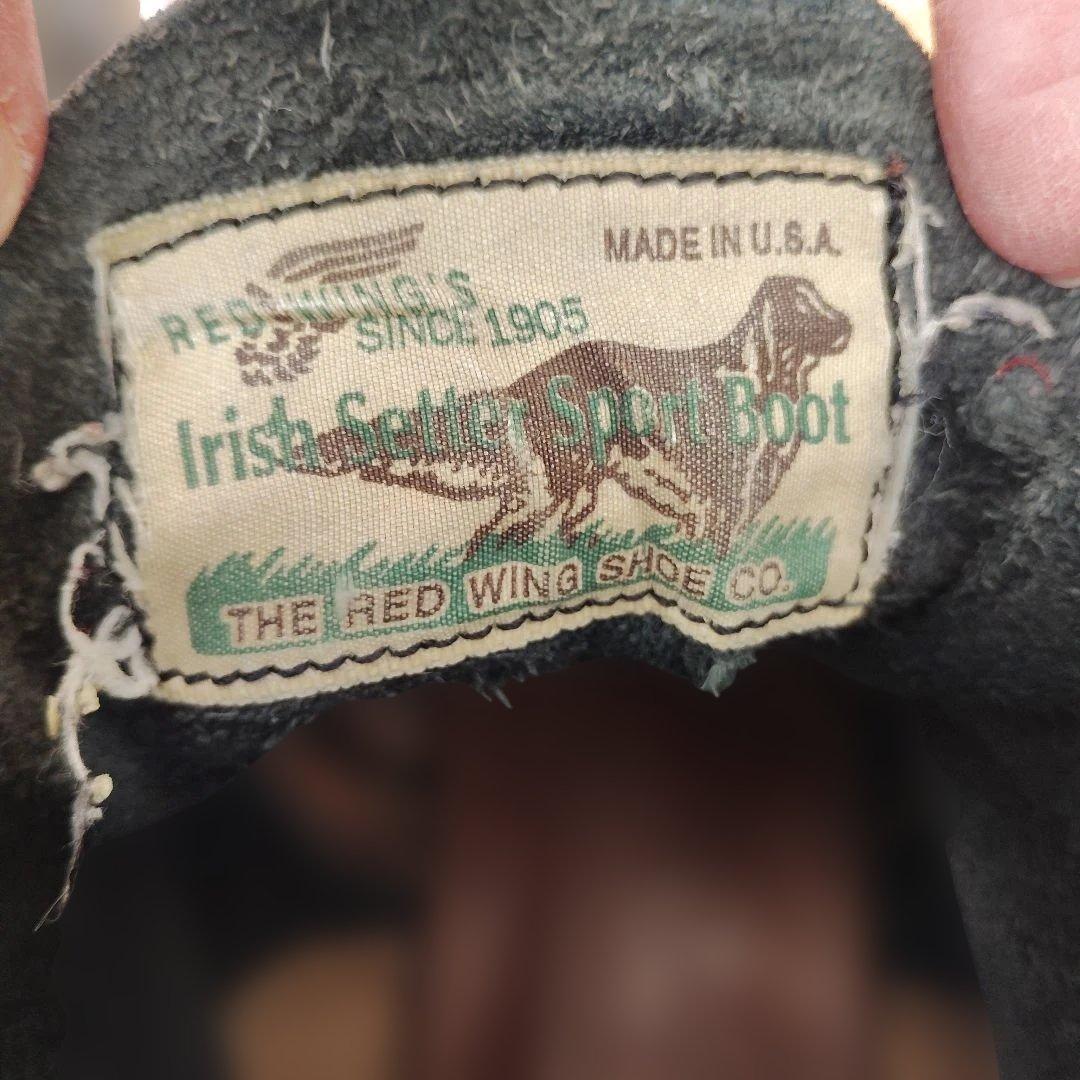 MADE IN U.S.A.
RED WING'S
SINCE 1905
Irish Setter Sport Boot
THE RED WING SHOE CO.